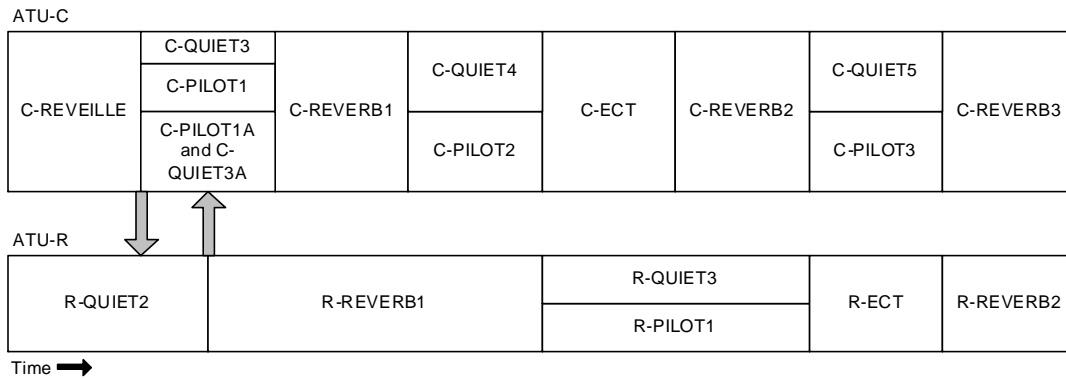 ATU-C
C-REVEILLE
C-QUIET3
C-PILOT1
C-PILOT1A
and C-
QUIET3A
C-REVERB1
C-QUIET4
C-PILOT2
C-ECT
C-REVERB2
C-QUIET5
C-PILOT3
C-REVERB3
ATU-R
R-QUIET2
R-REVERB1
R-QUIET3
R-PILOT1
R-ECT
R-REVERB2
Time